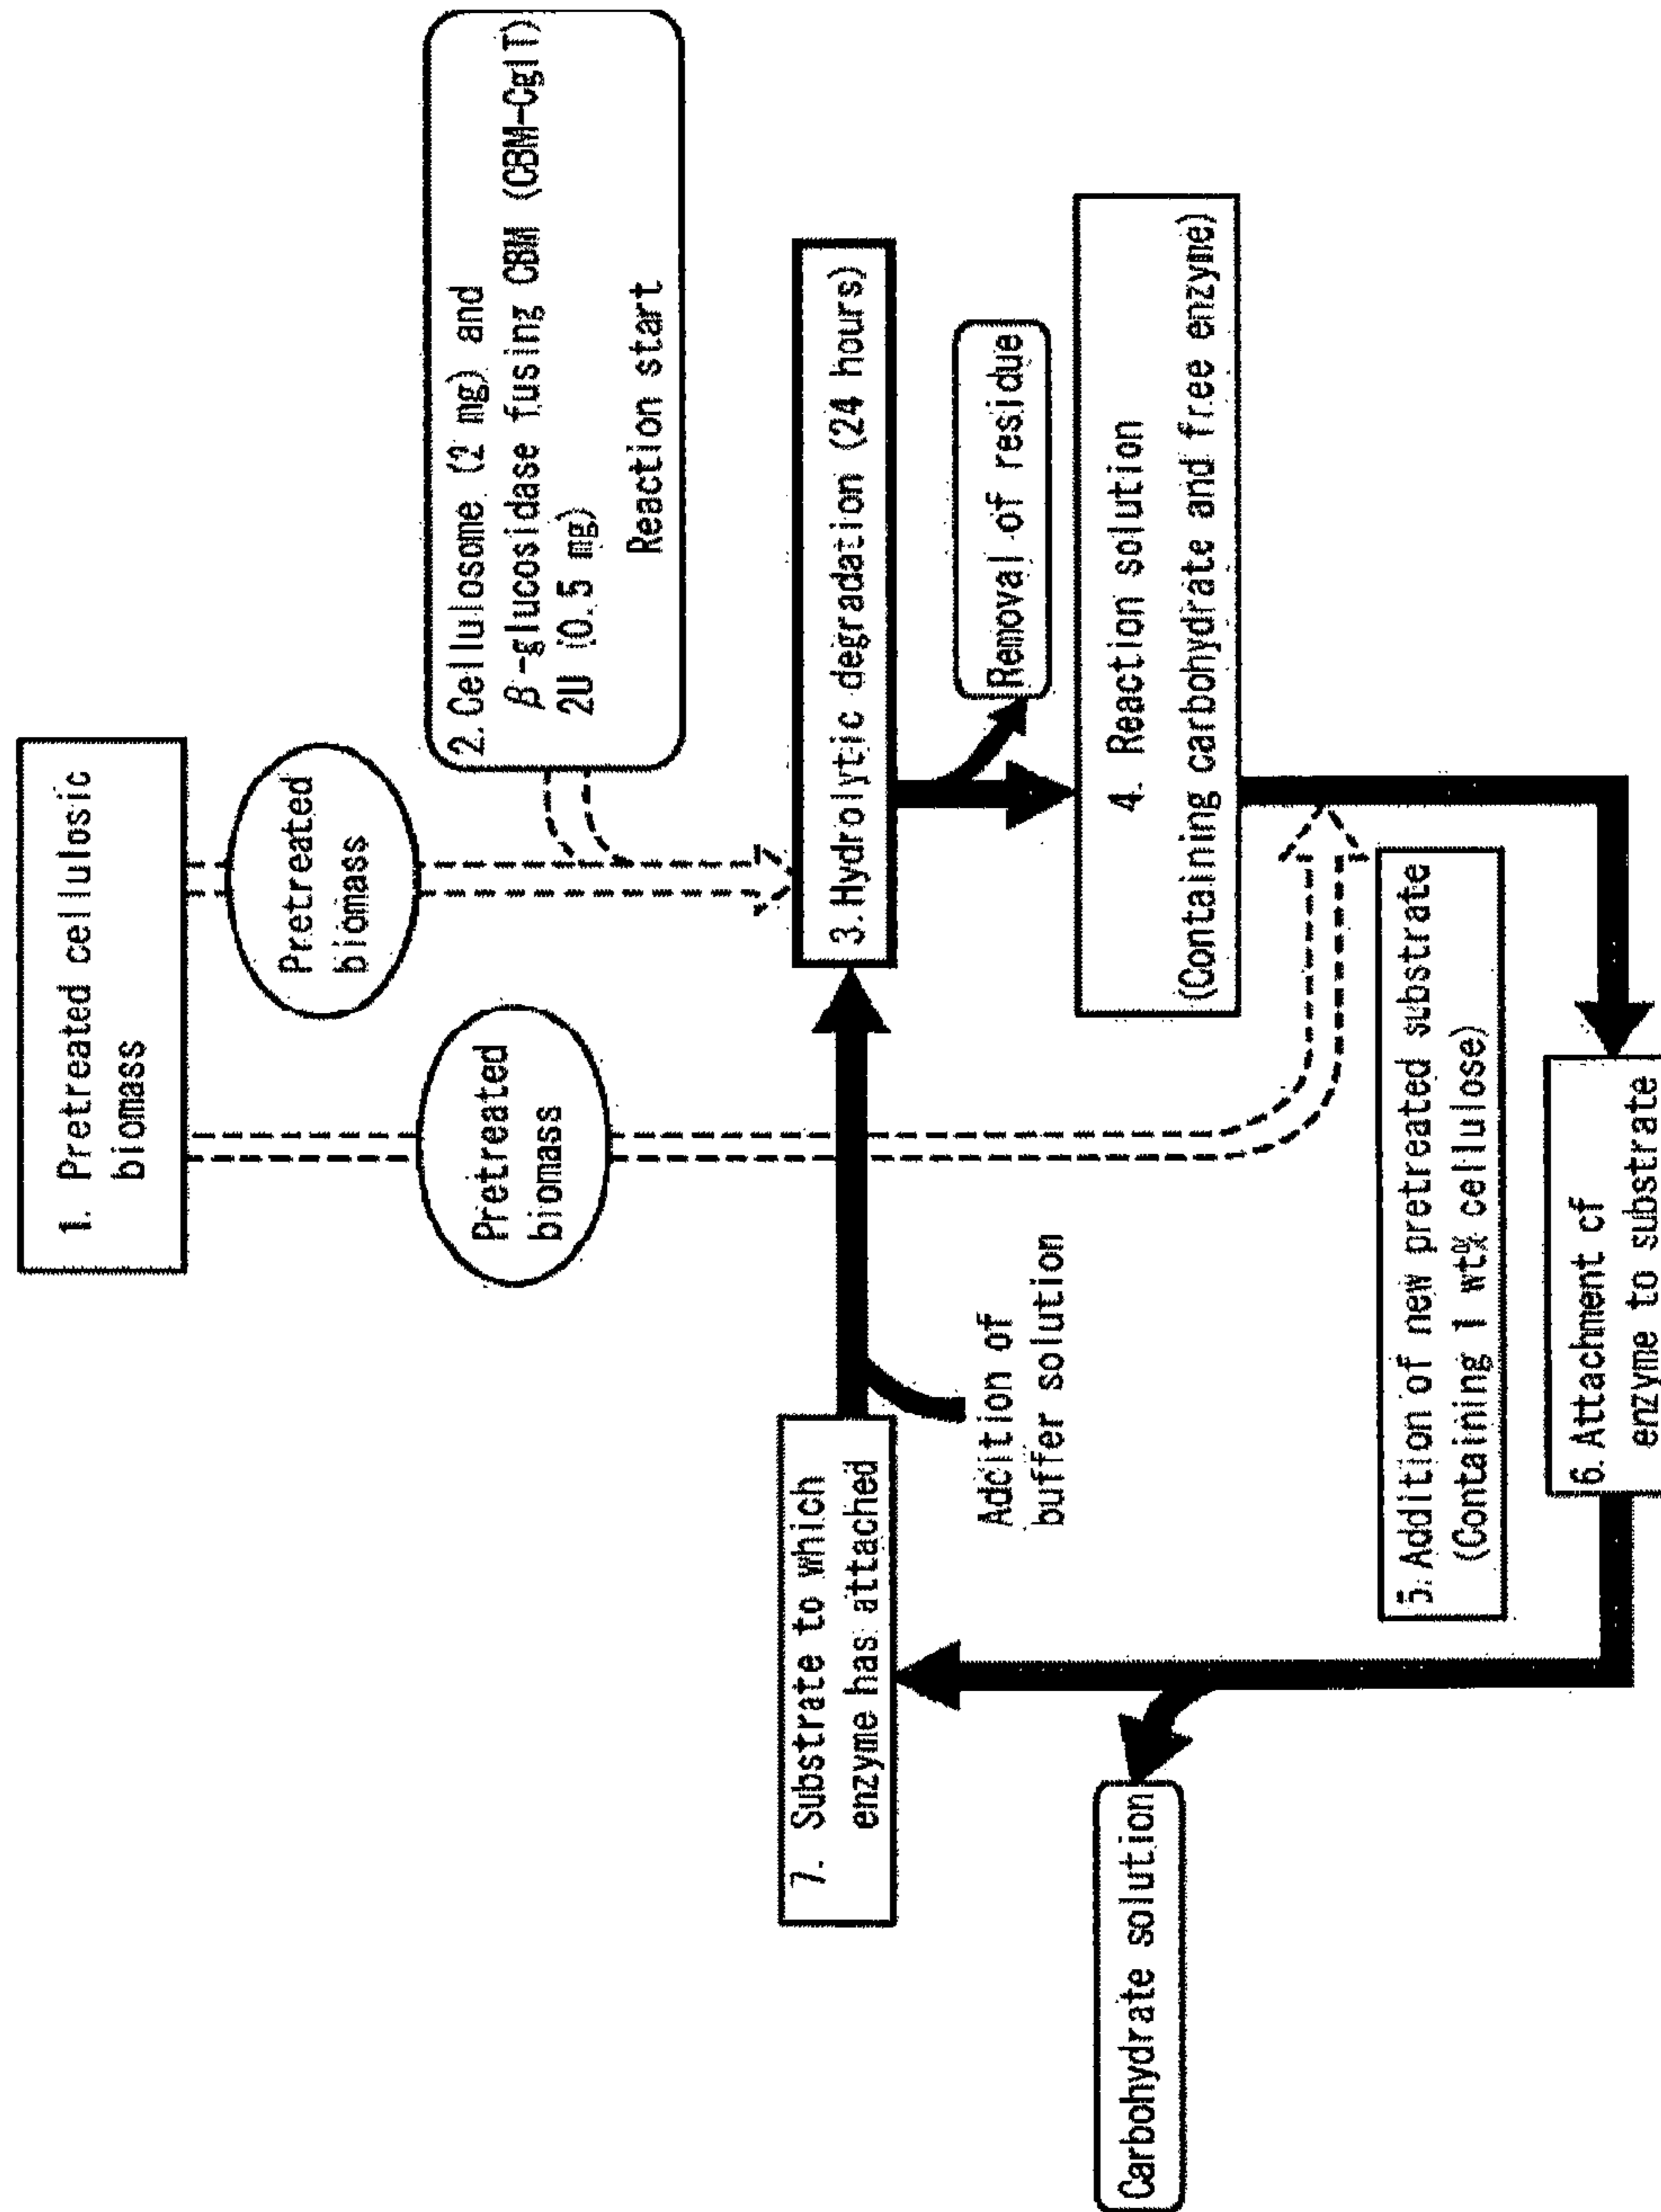 1. Pretreated cellulosic
biomass
Pretreated
biomass
Pretreated
biomass
2.Cellulosome (2 mg) and
β-glucosidase fusing CBM (CBM-CglT)
2U (0.5 mg)
Reaction start
3.Hydrolytic degradation (24 hours)
Removal of residue
4. Reaction solution
(Containing carbohydrate and free enzyme)
5.Addition of new pretreated substrate
(Containing 1 wt% cellulose)
6.Attachment cf
enzyme to substrate
7. Substrate to which
enzyme has attached
Addition of
buffer solution
Carbohydrate solution